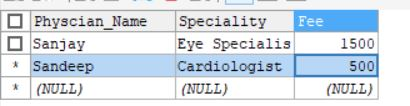 Physcian_Name Speciality Fee
Sanjay Eye Specialis 1500
* Sandeep Cardiologist 500
* (NULL) (NULL) (NULL)